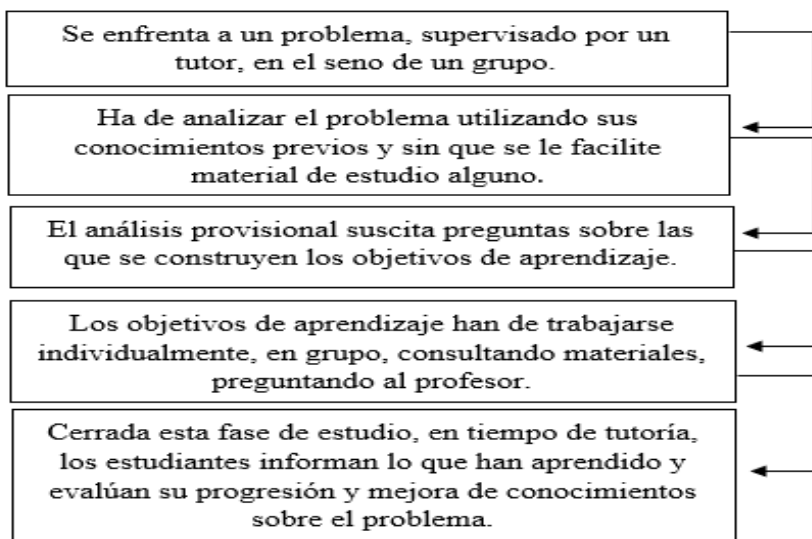 Se enfrenta a un problema, supervisado por un
tutor, en el seno de un grupo.
Ha de analizar el problema utilizando sus
conocimientos previos y sin que se le facilite
material de estudio alguno.
El análisis provisional suscita preguntas sobre las
que se construyen los objetivos de aprendizaje.
Los objetivos de aprendizaje han de trabajarse
individualmente, en grupo, consultando materiales,
preguntando al profesor.
Cerrada esta fase de estudio, en tiempo de tutoría,
los estudiantes informan lo que han aprendido y
evalúan su progresión y mejora de conocimientos
sobre el problema.